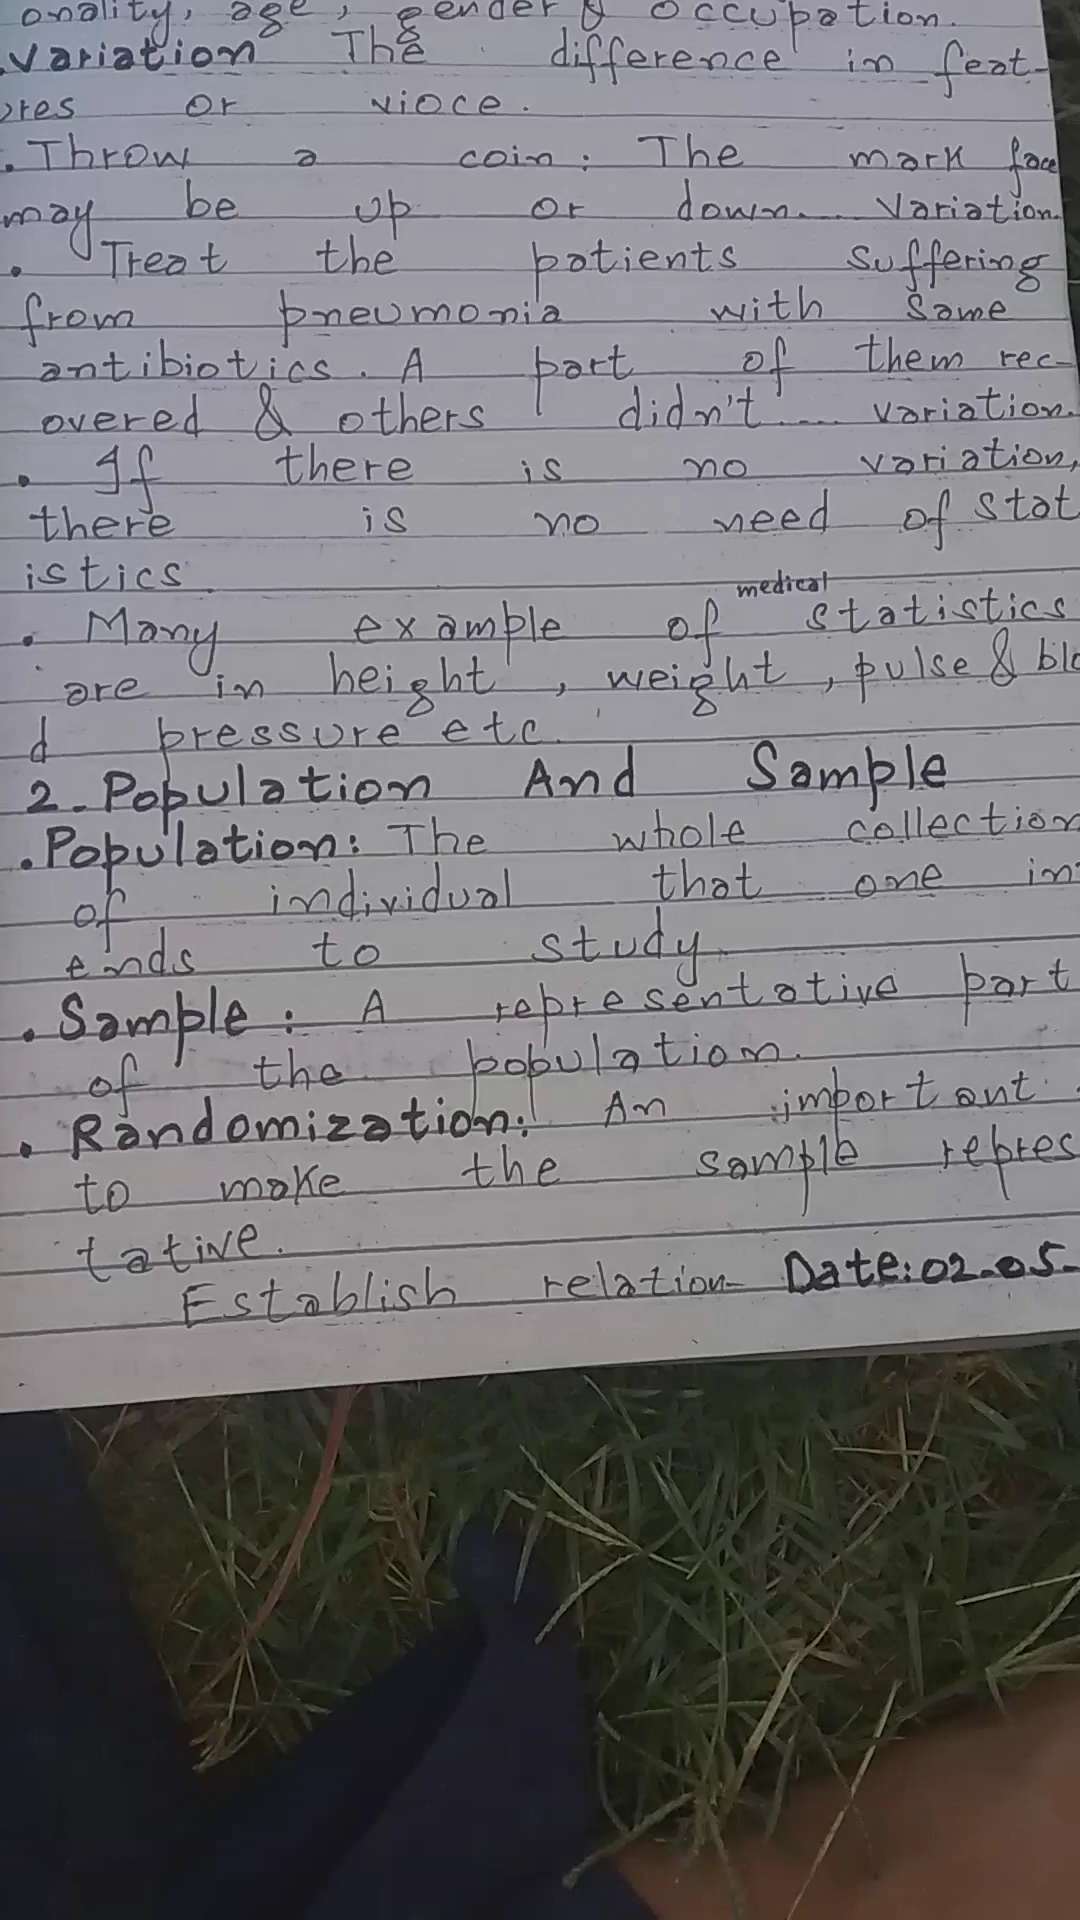 onality, age, gender & occupation.
.Variation The difference in feat-
ures or vioce.
.Throw a coin: The mark face
may be up or down.... Variation.
. Treat the patients suffering
from pneumonia with same
antibiotics. A part of them rec-
overed & others didn't .... variation.
. If there is no variation,
there is no need of stat
istics.
medical
. Many example of statistics
are in height, weight, pulse & blo
d pressure etc.
2. Population And Sample
.Population: The whole collection
of individual that one int
ends to study.
. Sample: A representative part
of the population.
. Randomization: An important
to make the sample repres
tative.
Establish relation- Date:02-05-